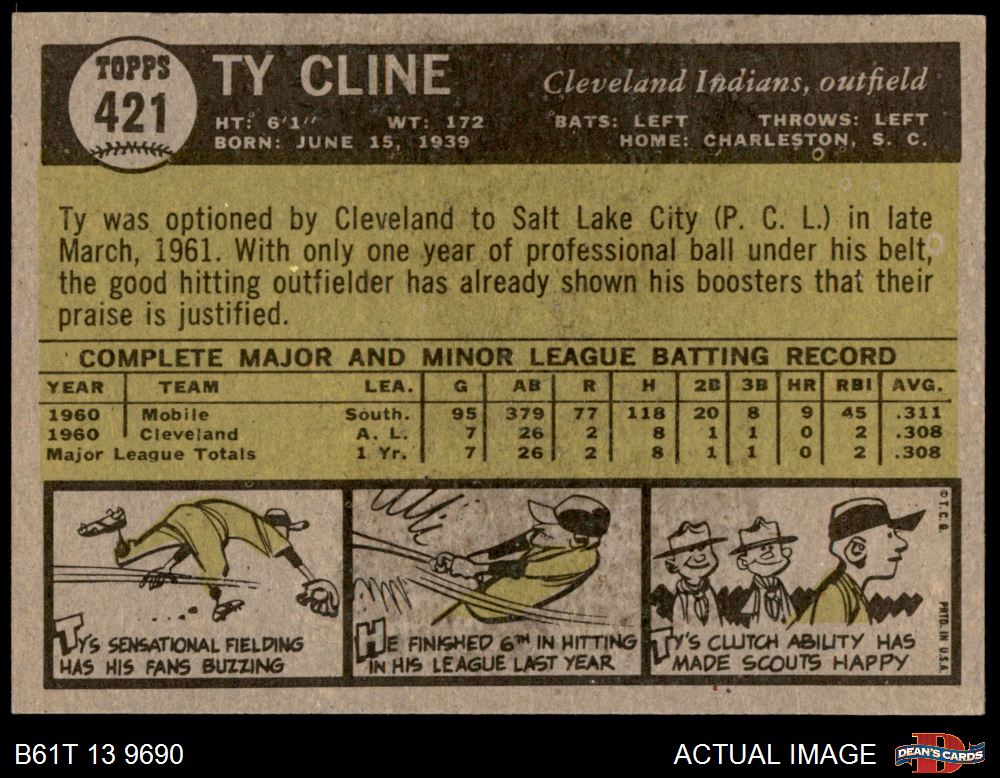 TOPPS
421
TY CLINE
Cleveland Indians, outfield
HT: 6'1" WT: 172 BATS: LEFT THROWS: LEFT
BORN: JUNE 15, 1939 HOME: CHARLESTON, S. C.
Ty was optioned by Cleveland to Salt Lake City (P. C. L.) in late
March, 1961. With only one year of professional ball under his belt,
the good hitting outfielder has already shown his boosters that their
praise is justified.
COMPLETE MAJOR AND MINOR LEAGUE BATTING RECORD
YEAR TEAM LEA. G AB R H 2B 3B HR RBI AVG.
1960 Mobile South. 95 379 77 118 20 8 9 45 .311
1960 Cleveland A. L. 7 26 2 8 1 1 0 2 .308
Major League Totals 1 Yr. 7 26 2 8 1 1 0 2 .308
TY'S SENSATIONAL FIELDING
HAS HIS FANS BUZZING
HE FINISHED 6TH IN HITTING
IN HIS LEAGUE LAST YEAR
TY'S CLUTCH ABILITY HAS
MADE SCOUTS HAPPY
© T.C.G.
PRTD. IN U.S.A.
B61T 13 9690
ACTUAL IMAGE
DEAN'S CARDS